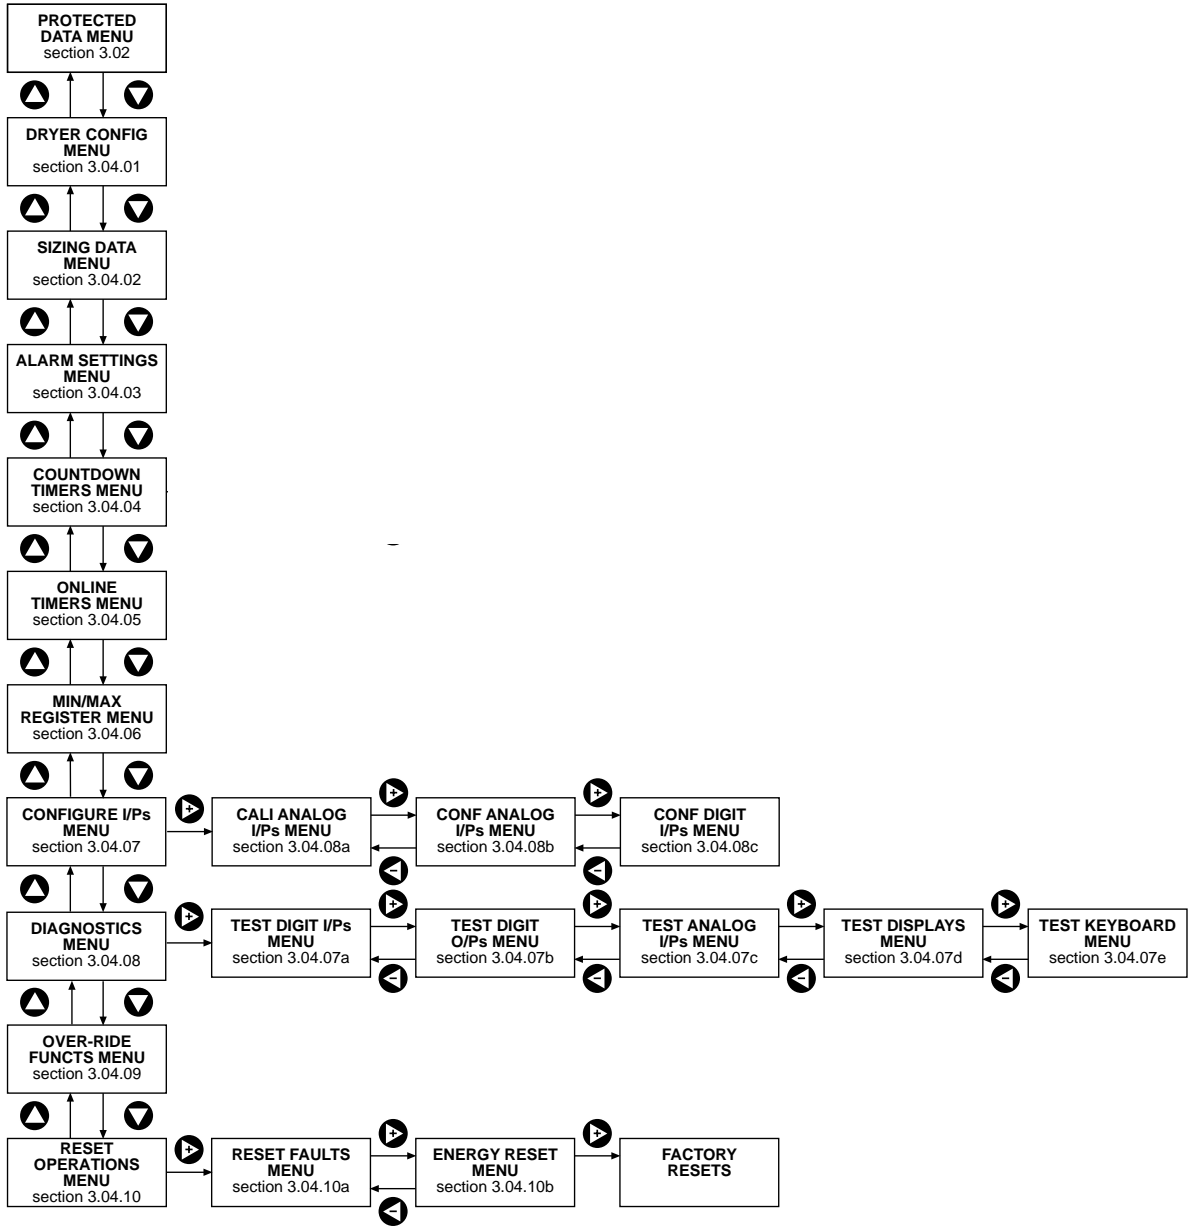 PROTECTED
DATA MENU
section 3.02
DRYER CONFIG
MENU
section 3.04.01
SIZING DATA
MENU
section 3.04.02
ALARM SETTINGS
MENU
section 3.04.03
COUNTDOWN
TIMERS MENU
section 3.04.04
ONLINE
TIMERS MENU
section 3.04.05
MIN/MAX
REGISTER MENU
section 3.04.06
CONFIGURE I/Ps
MENU
section 3.04.07
+
CALI ANALOG
I/Ps MENU
section 3.04.08a
+
-
CONF ANALOG
I/Ps MENU
section 3.04.08b
+
-
CONF DIGIT
I/Ps MENU
section 3.04.08c
DIAGNOSTICS
MENU
section 3.04.08
+
TEST DIGIT I/Ps
MENU
section 3.04.07a
+
-
TEST DIGIT
O/Ps MENU
section 3.04.07b
+
-
TEST ANALOG
I/Ps MENU
section 3.04.07c
+
-
TEST DISPLAYS
MENU
section 3.04.07d
+
-
TEST KEYBOARD
MENU
section 3.04.07e
OVER-RIDE
FUNCTS MENU
section 3.04.09
RESET
OPERATIONS
MENU
section 3.04.10
+
RESET FAULTS
MENU
section 3.04.10a
+
-
ENERGY RESET
MENU
section 3.04.10b
+
FACTORY
RESETS